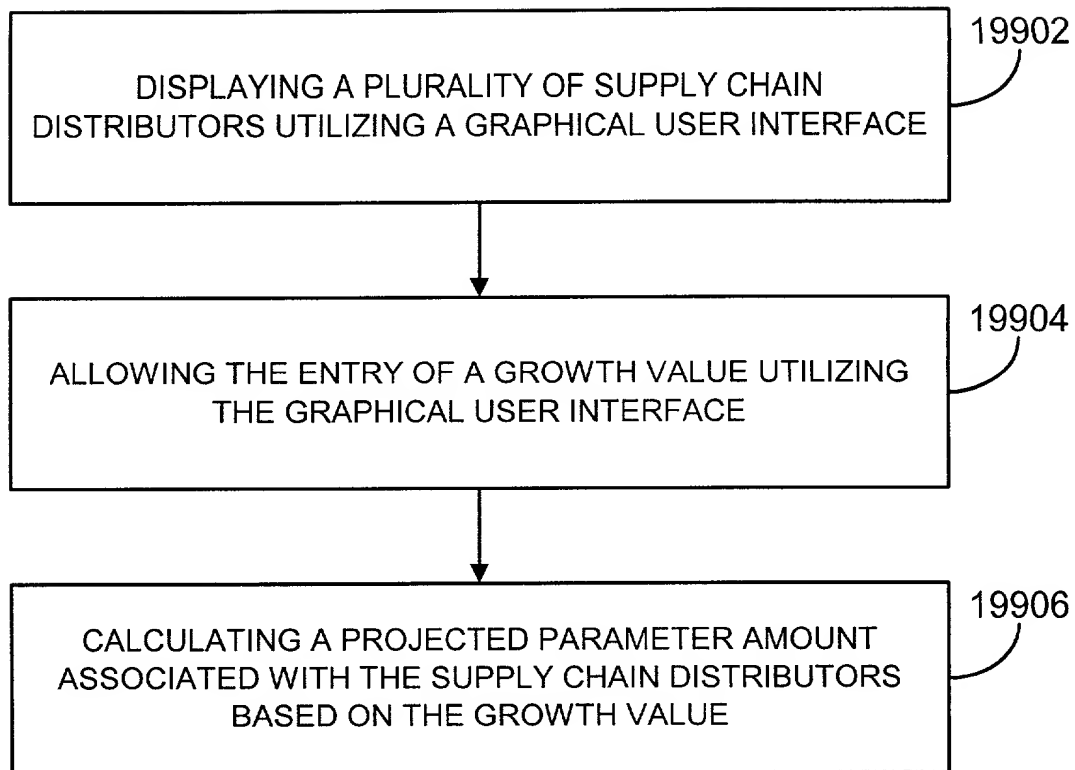 19902
DISPLAYING A PLURALITY OF SUPPLY CHAIN
DISTRIBUTORS UTILIZING A GRAPHICAL USER INTERFACE
19904
ALLOWING THE ENTRY OF A GROWTH VALUE UTILIZING
THE GRAPHICAL USER INTERFACE
19906
CALCULATING A PROJECTED PARAMETER AMOUNT
ASSOCIATED WITH THE SUPPLY CHAIN DISTRIBUTORS
BASED ON THE GROWTH VALUE